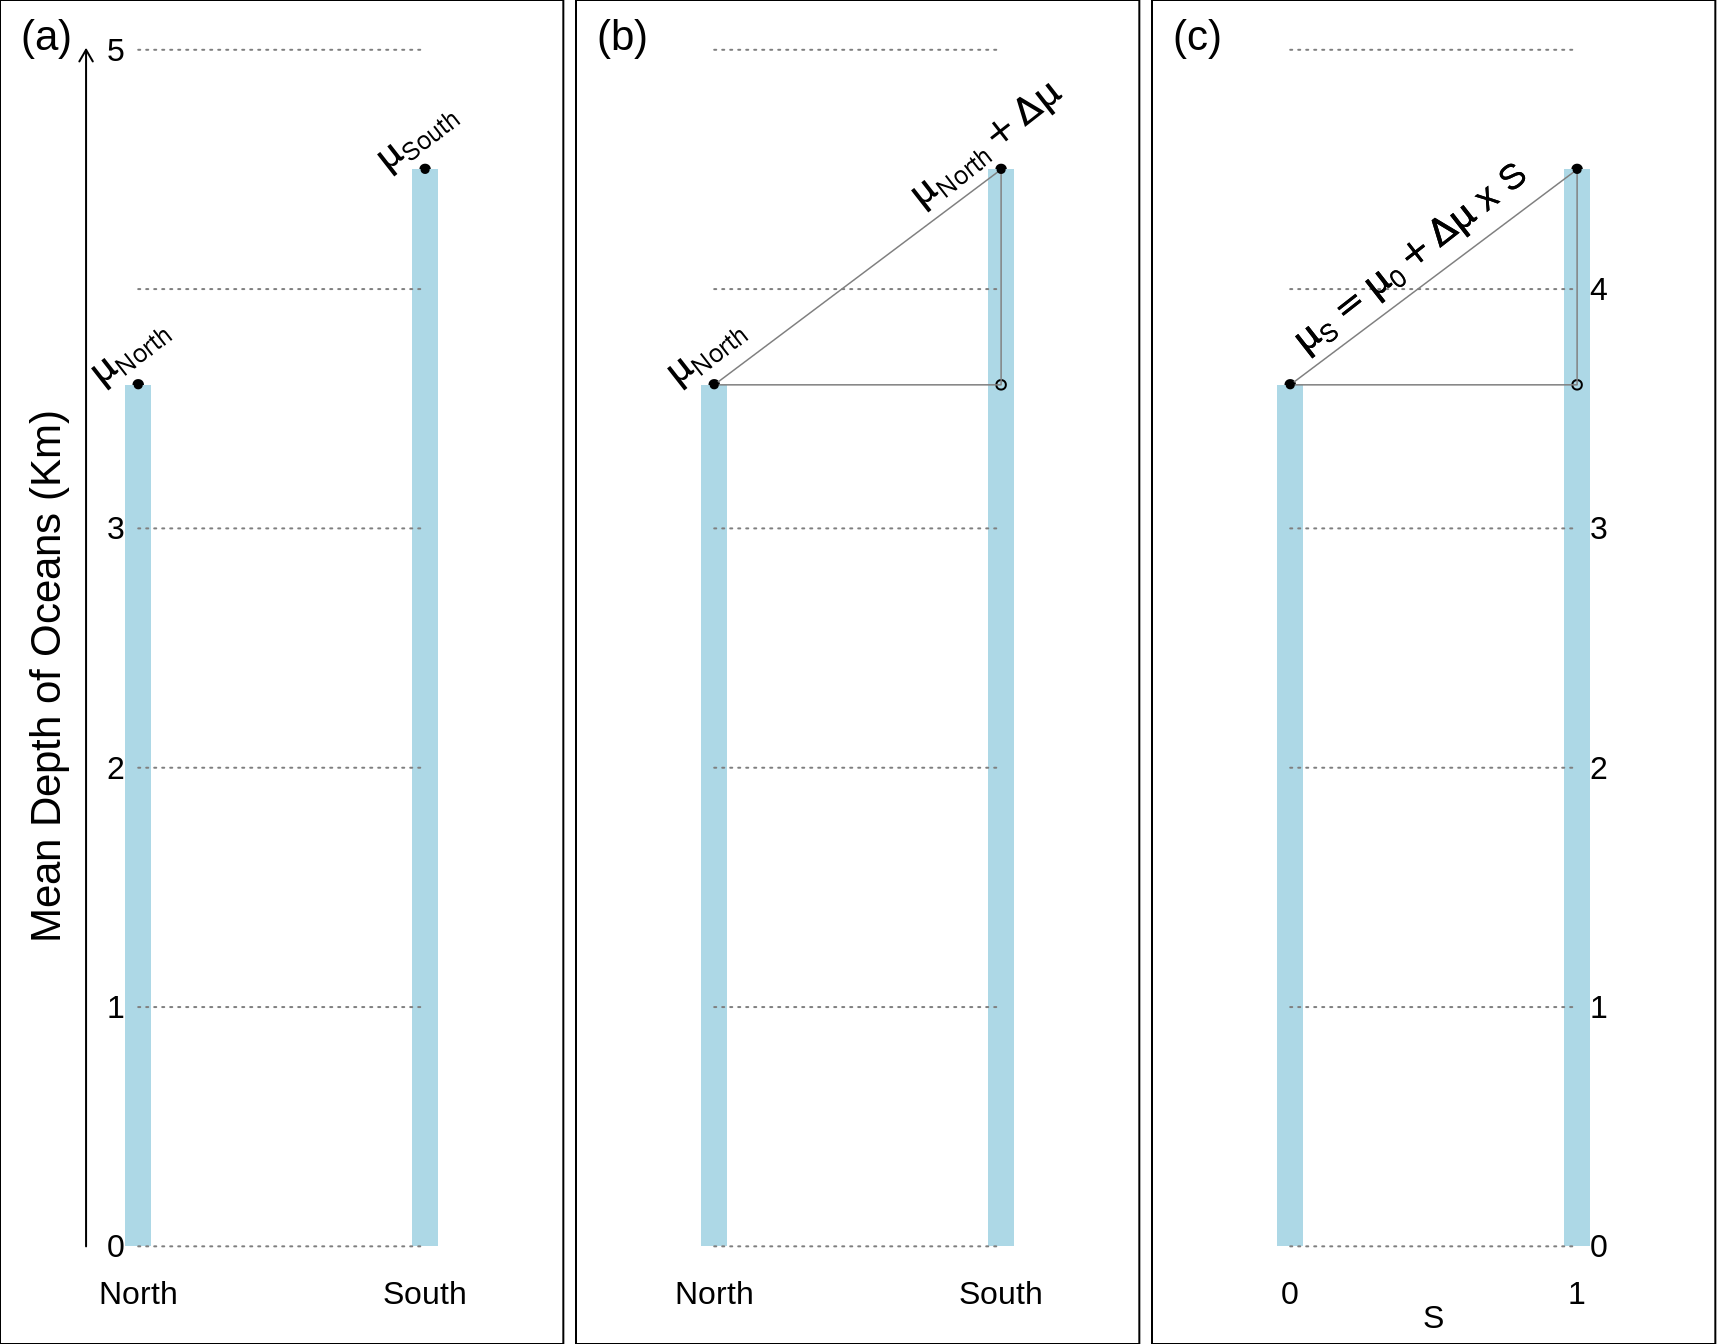 (a)
5
μSouth
μNorth
3
2
1
0
Mean Depth of Oceans (Km)
North South
(b)
μNorth + Δμ
μNorth
North South
(c)
μS = μ0 + Δμ x S
4
3
2
1
0
0 1
S